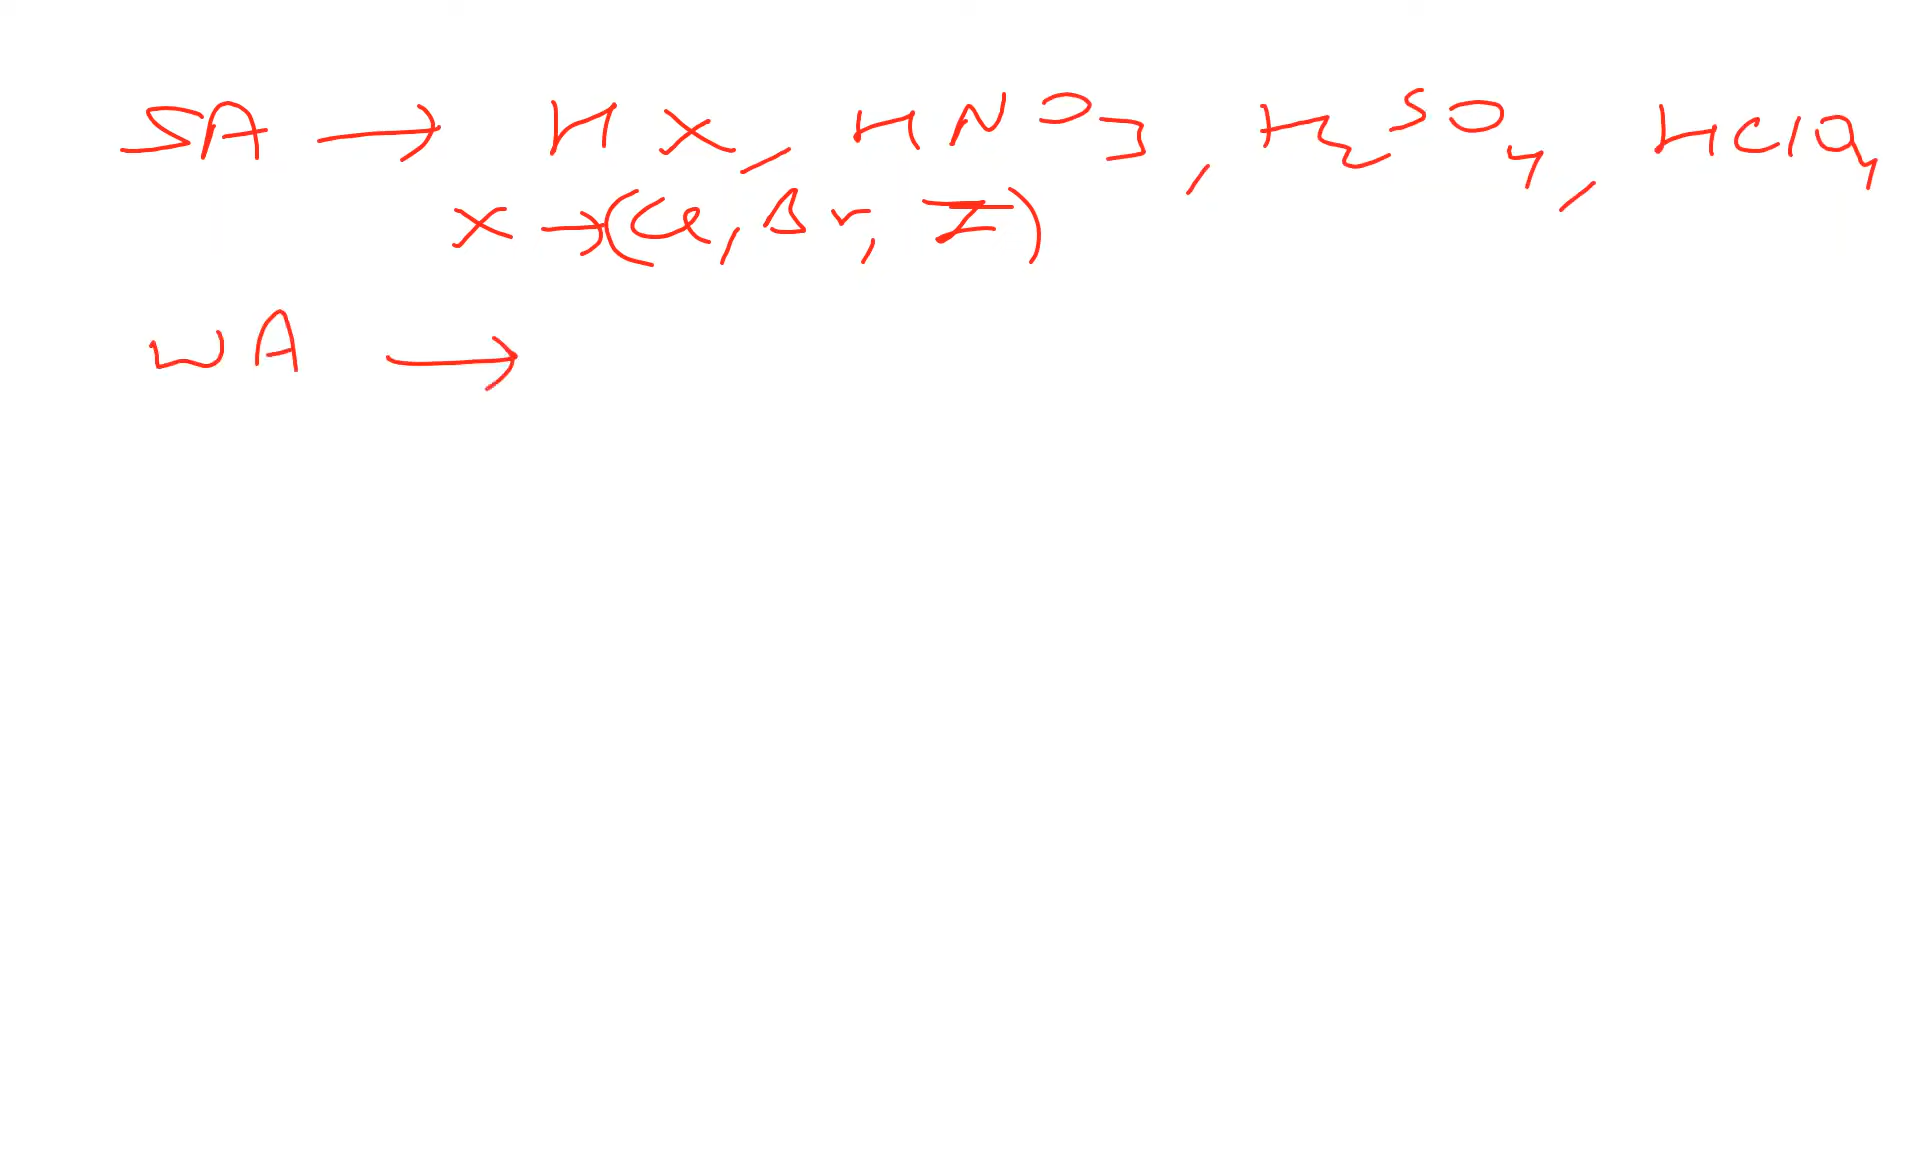 SA → HX, HNO₃, H₂SO₄, HClO₄
X → (Cl, Br, I)
WA →